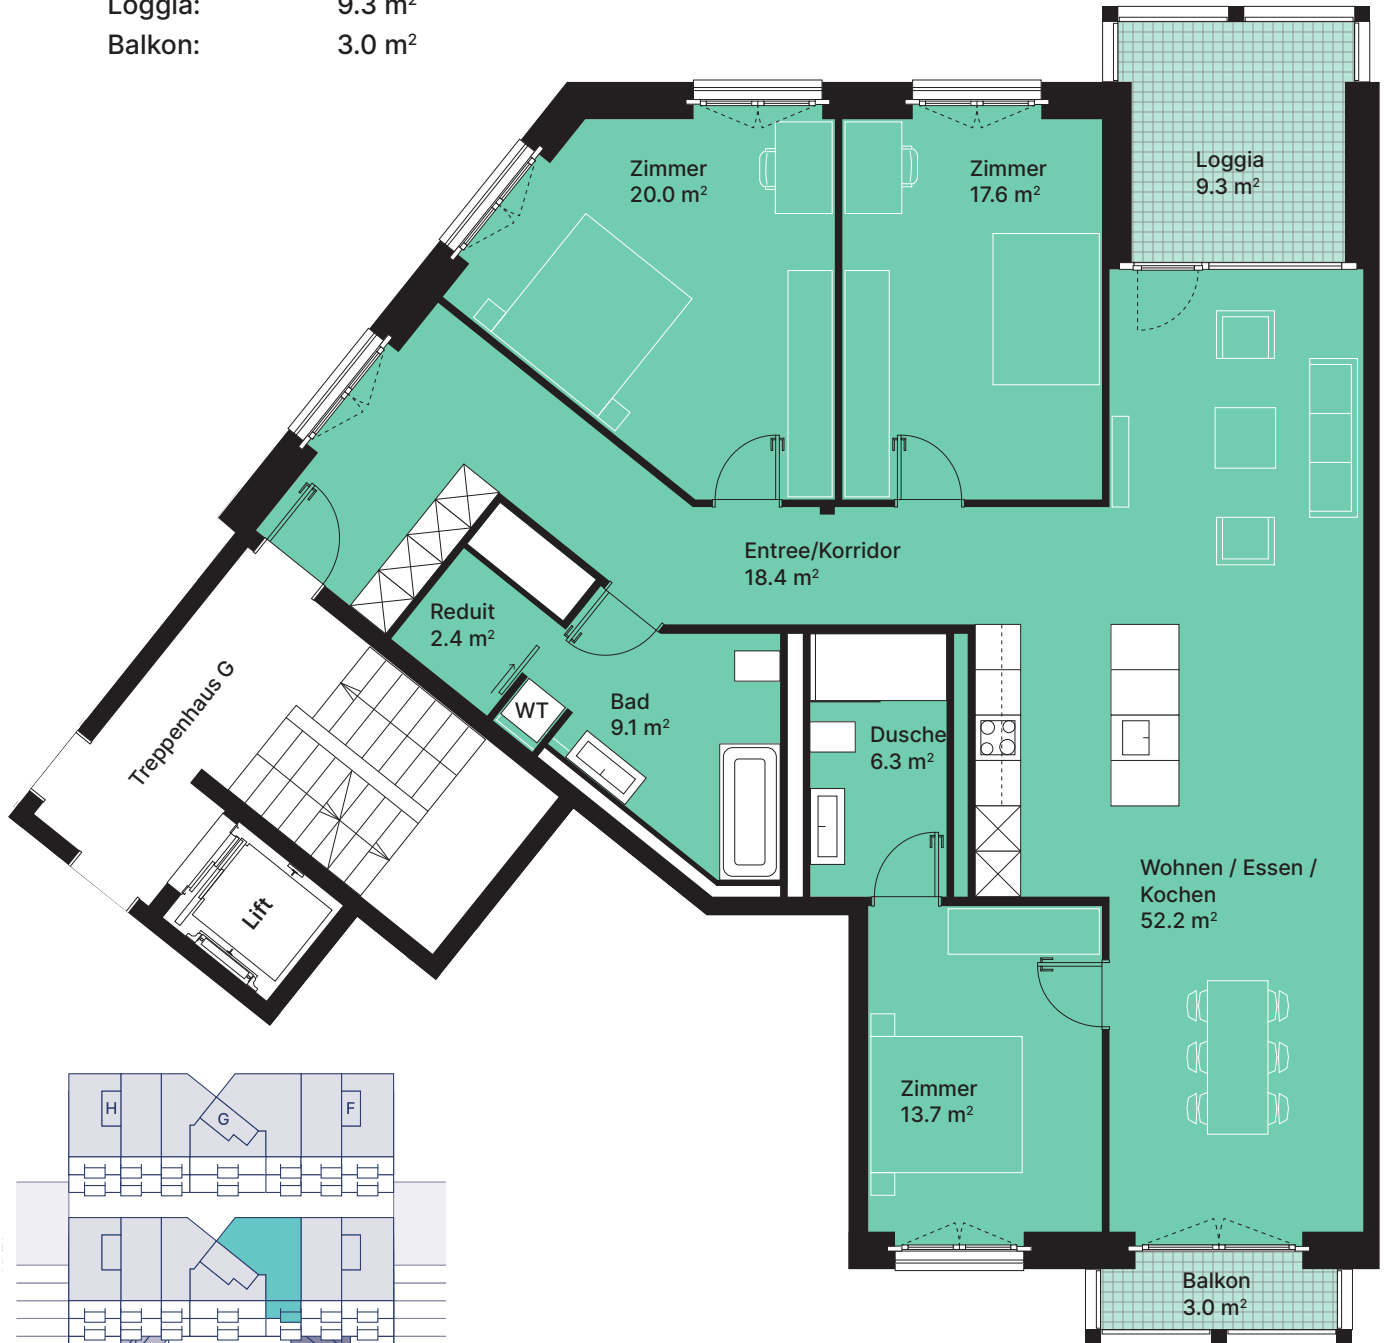 Loggia: 9.3 m²
Balkon: 3.0 m²
Zimmer
20.0 m²
Zimmer
17.6 m²
Loggia
9.3 m²
Entree/Korridor
18.4 m²
Reduit
2.4 m²
WT
Bad
9.1 m²
Dusche
6.3 m²
Treppenhaus G
Lift
Wohnen / Essen /
Kochen
52.2 m²
Zimmer
13.7 m²
Balkon
3.0 m²
H
G
F